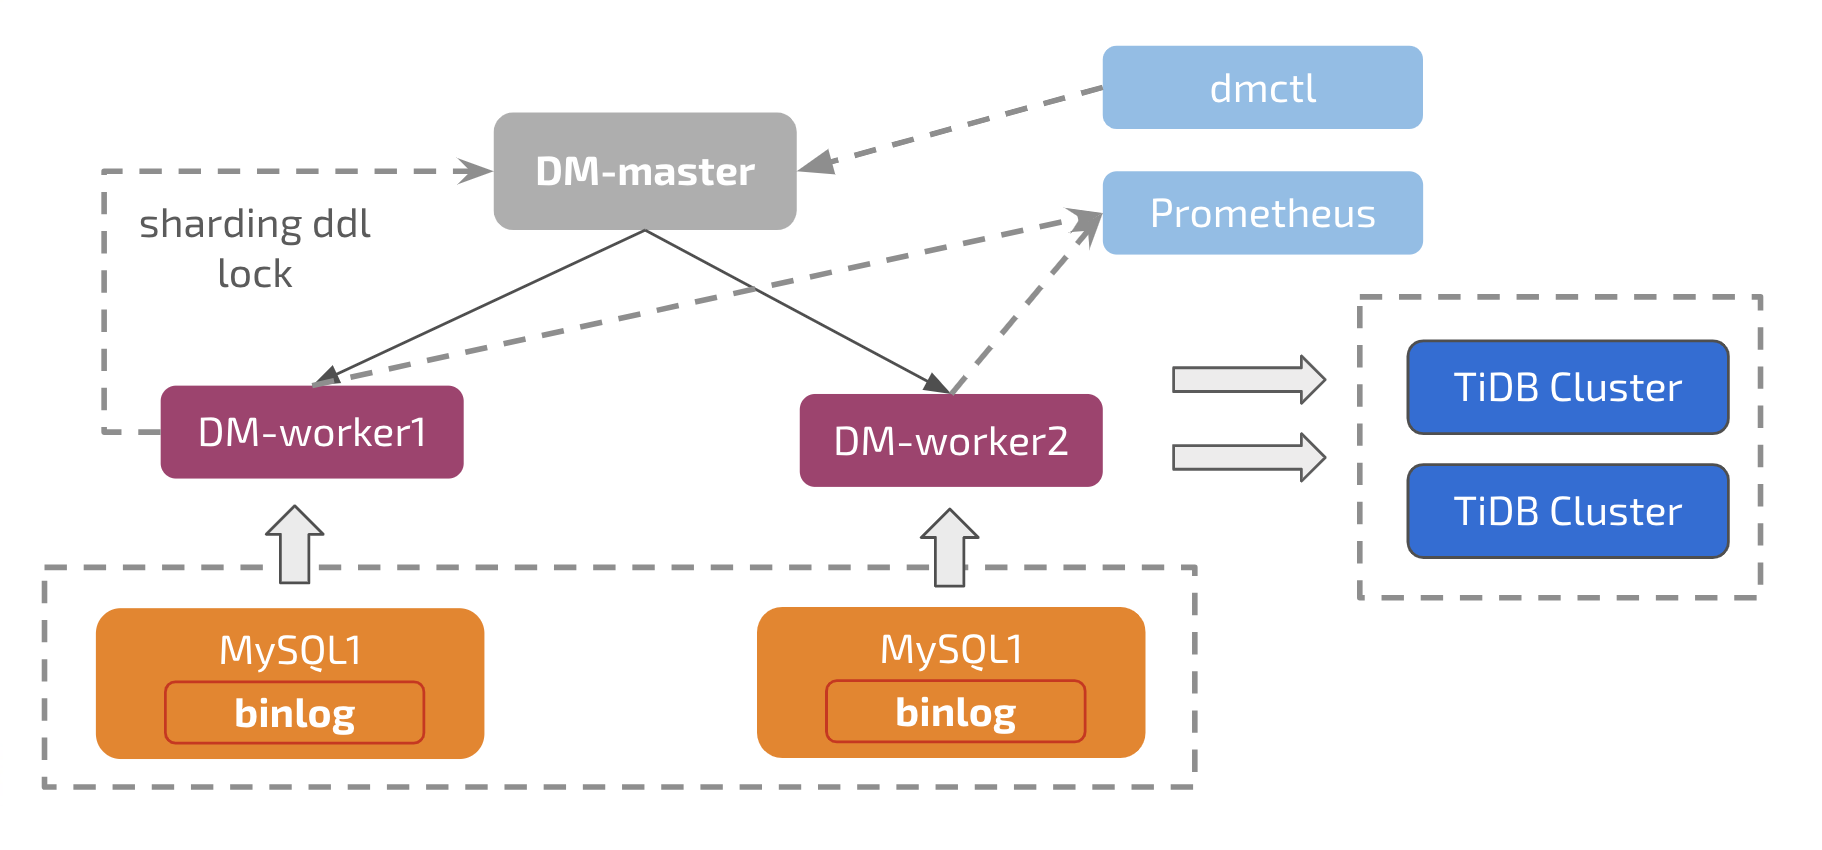 dmctl
DM-master
Prometheus
sharding ddl
lock
TiDB Cluster
DM-worker1
DM-worker2
TiDB Cluster
MySQL1
binlog
MySQL1
binlog